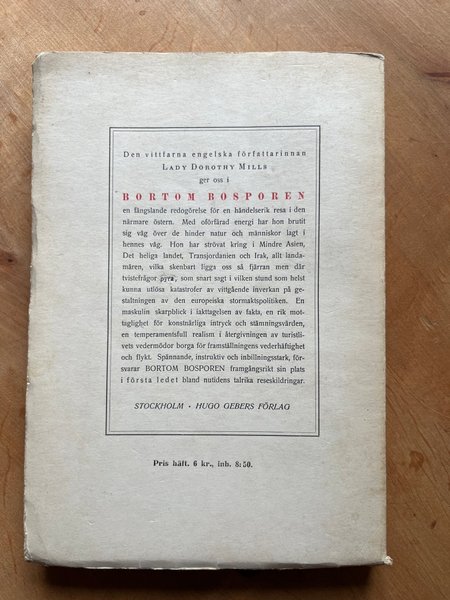 Den vittfarna engelska författarinnan
LADY DOROTHY MILLS
ger oss i
BORTOM BOSPOREN
en fängslande redogörelse för en händelserik resa i den
närmare östern. Med oförfärad energi har hon brutit
sig väg över de hinder natur och människor lagt i
hennes väg. Hon har strövat kring i Mindre Asien,
Det heliga landet, Transjordanien och Irak, allt landa-
mären, vilka skenbart ligga oss så fjärran men där
tvistefrågor pyra, som snart sagt i vilken stund som helst
kunna utlösa katastrofer av vittgående inverkan på ge-
staltningen av den europeiska stormaktspolitiken. En
maskulin skarpblick i iakttagelsen av fakta, en rik mot-
taglighet för konstnärliga intryck och stämningsvärden,
en temperamentsfull realism i återgivningen av turistli-
vets vedermödor borga för framställningens vederhäftighet
och flykt. Spännande, instruktiv och inbillningsstark, för-
svarar BORTOM BOSPOREN framgångsrikt sin plats
i första ledet bland nutidens talrika reseskildringar.
STOCKHOLM • HUGO GEBERS FÖRLAG
Pris häft. 6 kr., inb. 8:50.